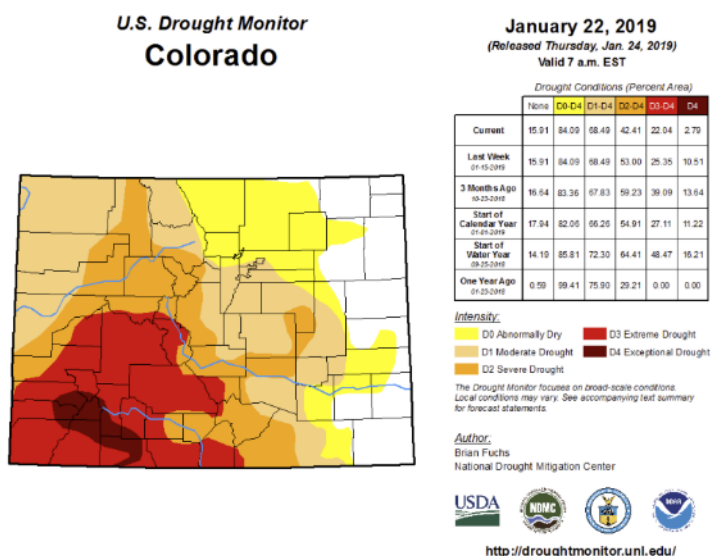 U.S. Drought Monitor
Colorado
January 22, 2019
(Released Thursday, Jan. 24, 2019)
Valid 7 a.m. EST
Drought Conditions (Percent Area)
None D0-D4 D1-D4 D2-D4 D3-D4 D4
Current 15.91 84.09 68.49 42.41 22.04 2.79
Last Week 15.91 84.09 68.49 53.00 25.35 10.51
01-15-2019
3 Months Ago 16.64 83.36 67.83 59.23 39.09 13.64
10-23-2018
Start of
Calendar Year 17.94 82.06 66.26 54.91 27.11 11.22
01-01-2019
Start of
Water Year 14.19 85.81 72.30 64.41 48.47 16.21
09-25-2018
One Year Ago 0.59 99.41 75.90 29.21 0.00 0.00
01-23-2018
Intensity:
D0 Abnormally Dry D3 Extreme Drought
D1 Moderate Drought D4 Exceptional Drought
D2 Severe Drought
The Drought Monitor focuses on broad-scale conditions.
Local conditions may vary. See accompanying text summary
for forecast statements.
Author:
Brian Fuchs
National Drought Mitigation Center
USDA NDMC NOAA
http://droughtmonitor.unl.edu/